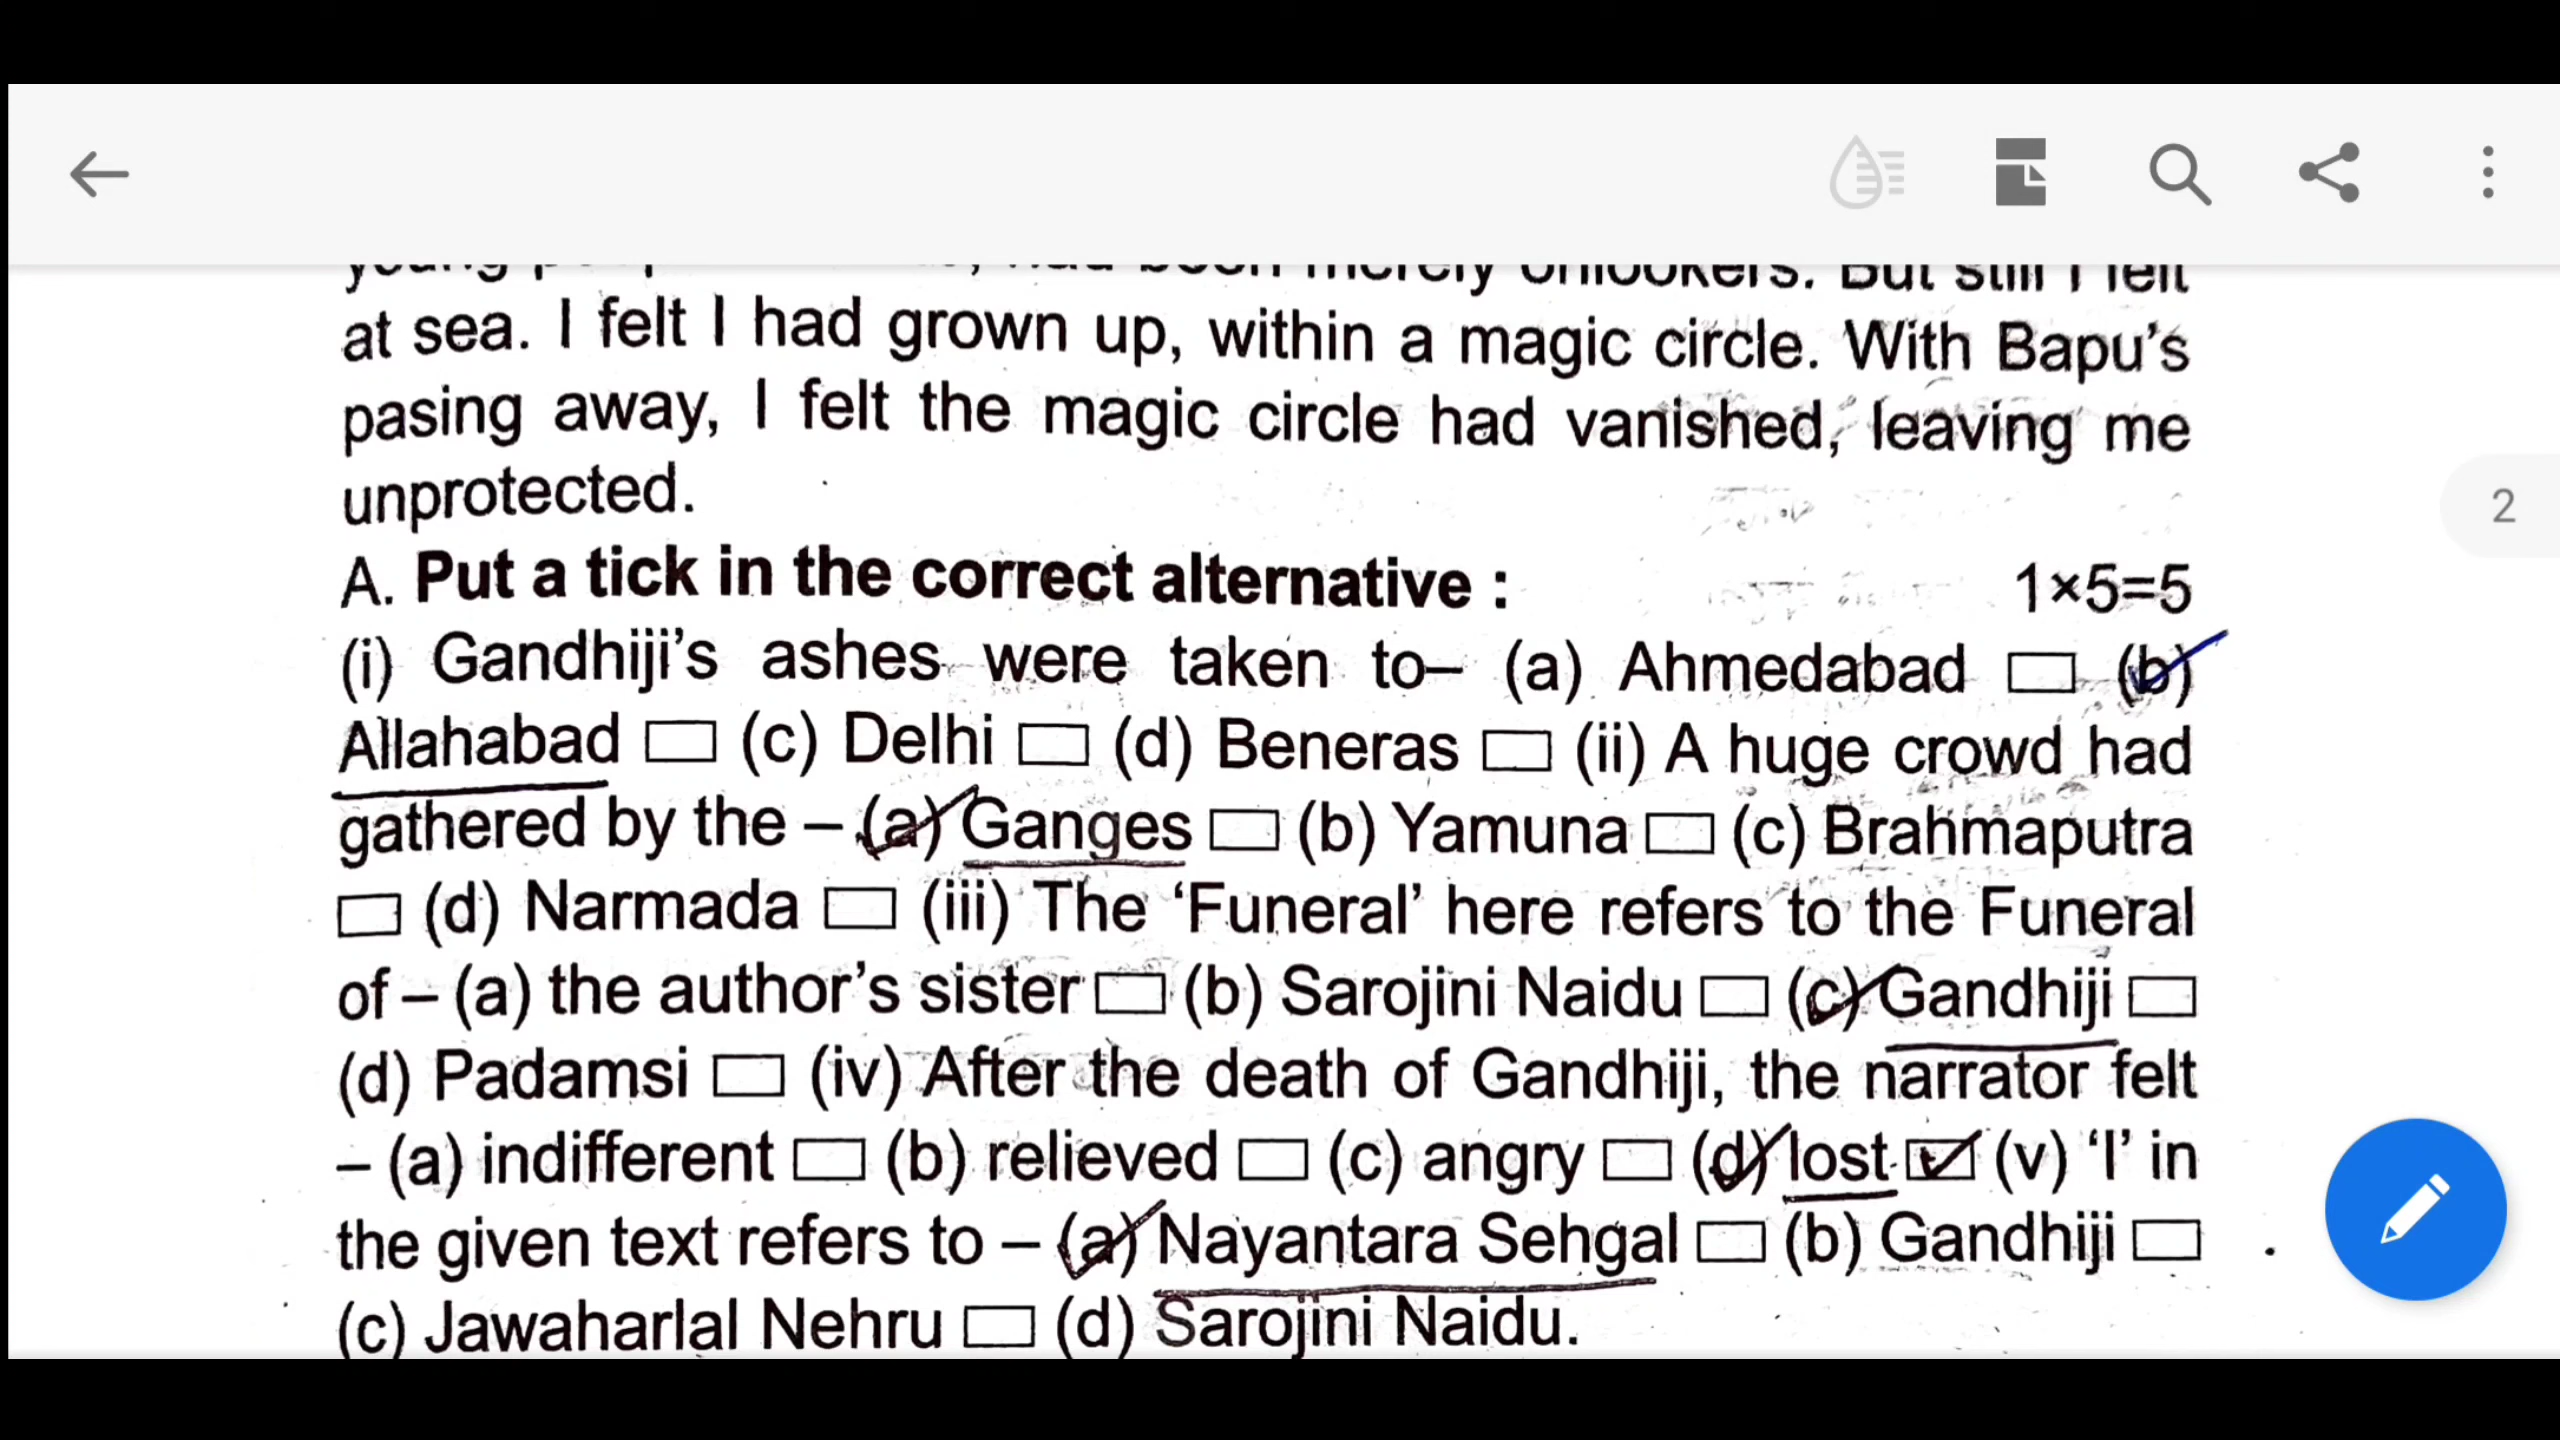 at sea. I felt I had grown up, within a magic circle. With Bapu's
pasing away, I felt the magic circle had vanished, leaving me
unprotected.
A. Put a tick in the correct alternative : 1×5=5
(i) Gandhiji's ashes were taken to– (a) Ahmedabad (b)
Allahabad (c) Delhi (d) Beneras (ii) A huge crowd had
gathered by the – (a) Ganges (b) Yamuna (c) Brahmaputra
(d) Narmada (iii) The 'Funeral' here refers to the Funeral
of – (a) the author's sister (b) Sarojini Naidu (c) Gandhiji
(d) Padamsi (iv) After the death of Gandhiji, the narrator felt
– (a) indifferent (b) relieved (c) angry (d) lost (v) 'I' in
the given text refers to – (a) Nayantara Sehgal (b) Gandhiji
(c) Jawaharlal Nehru (d) Sarojini Naidu.
2